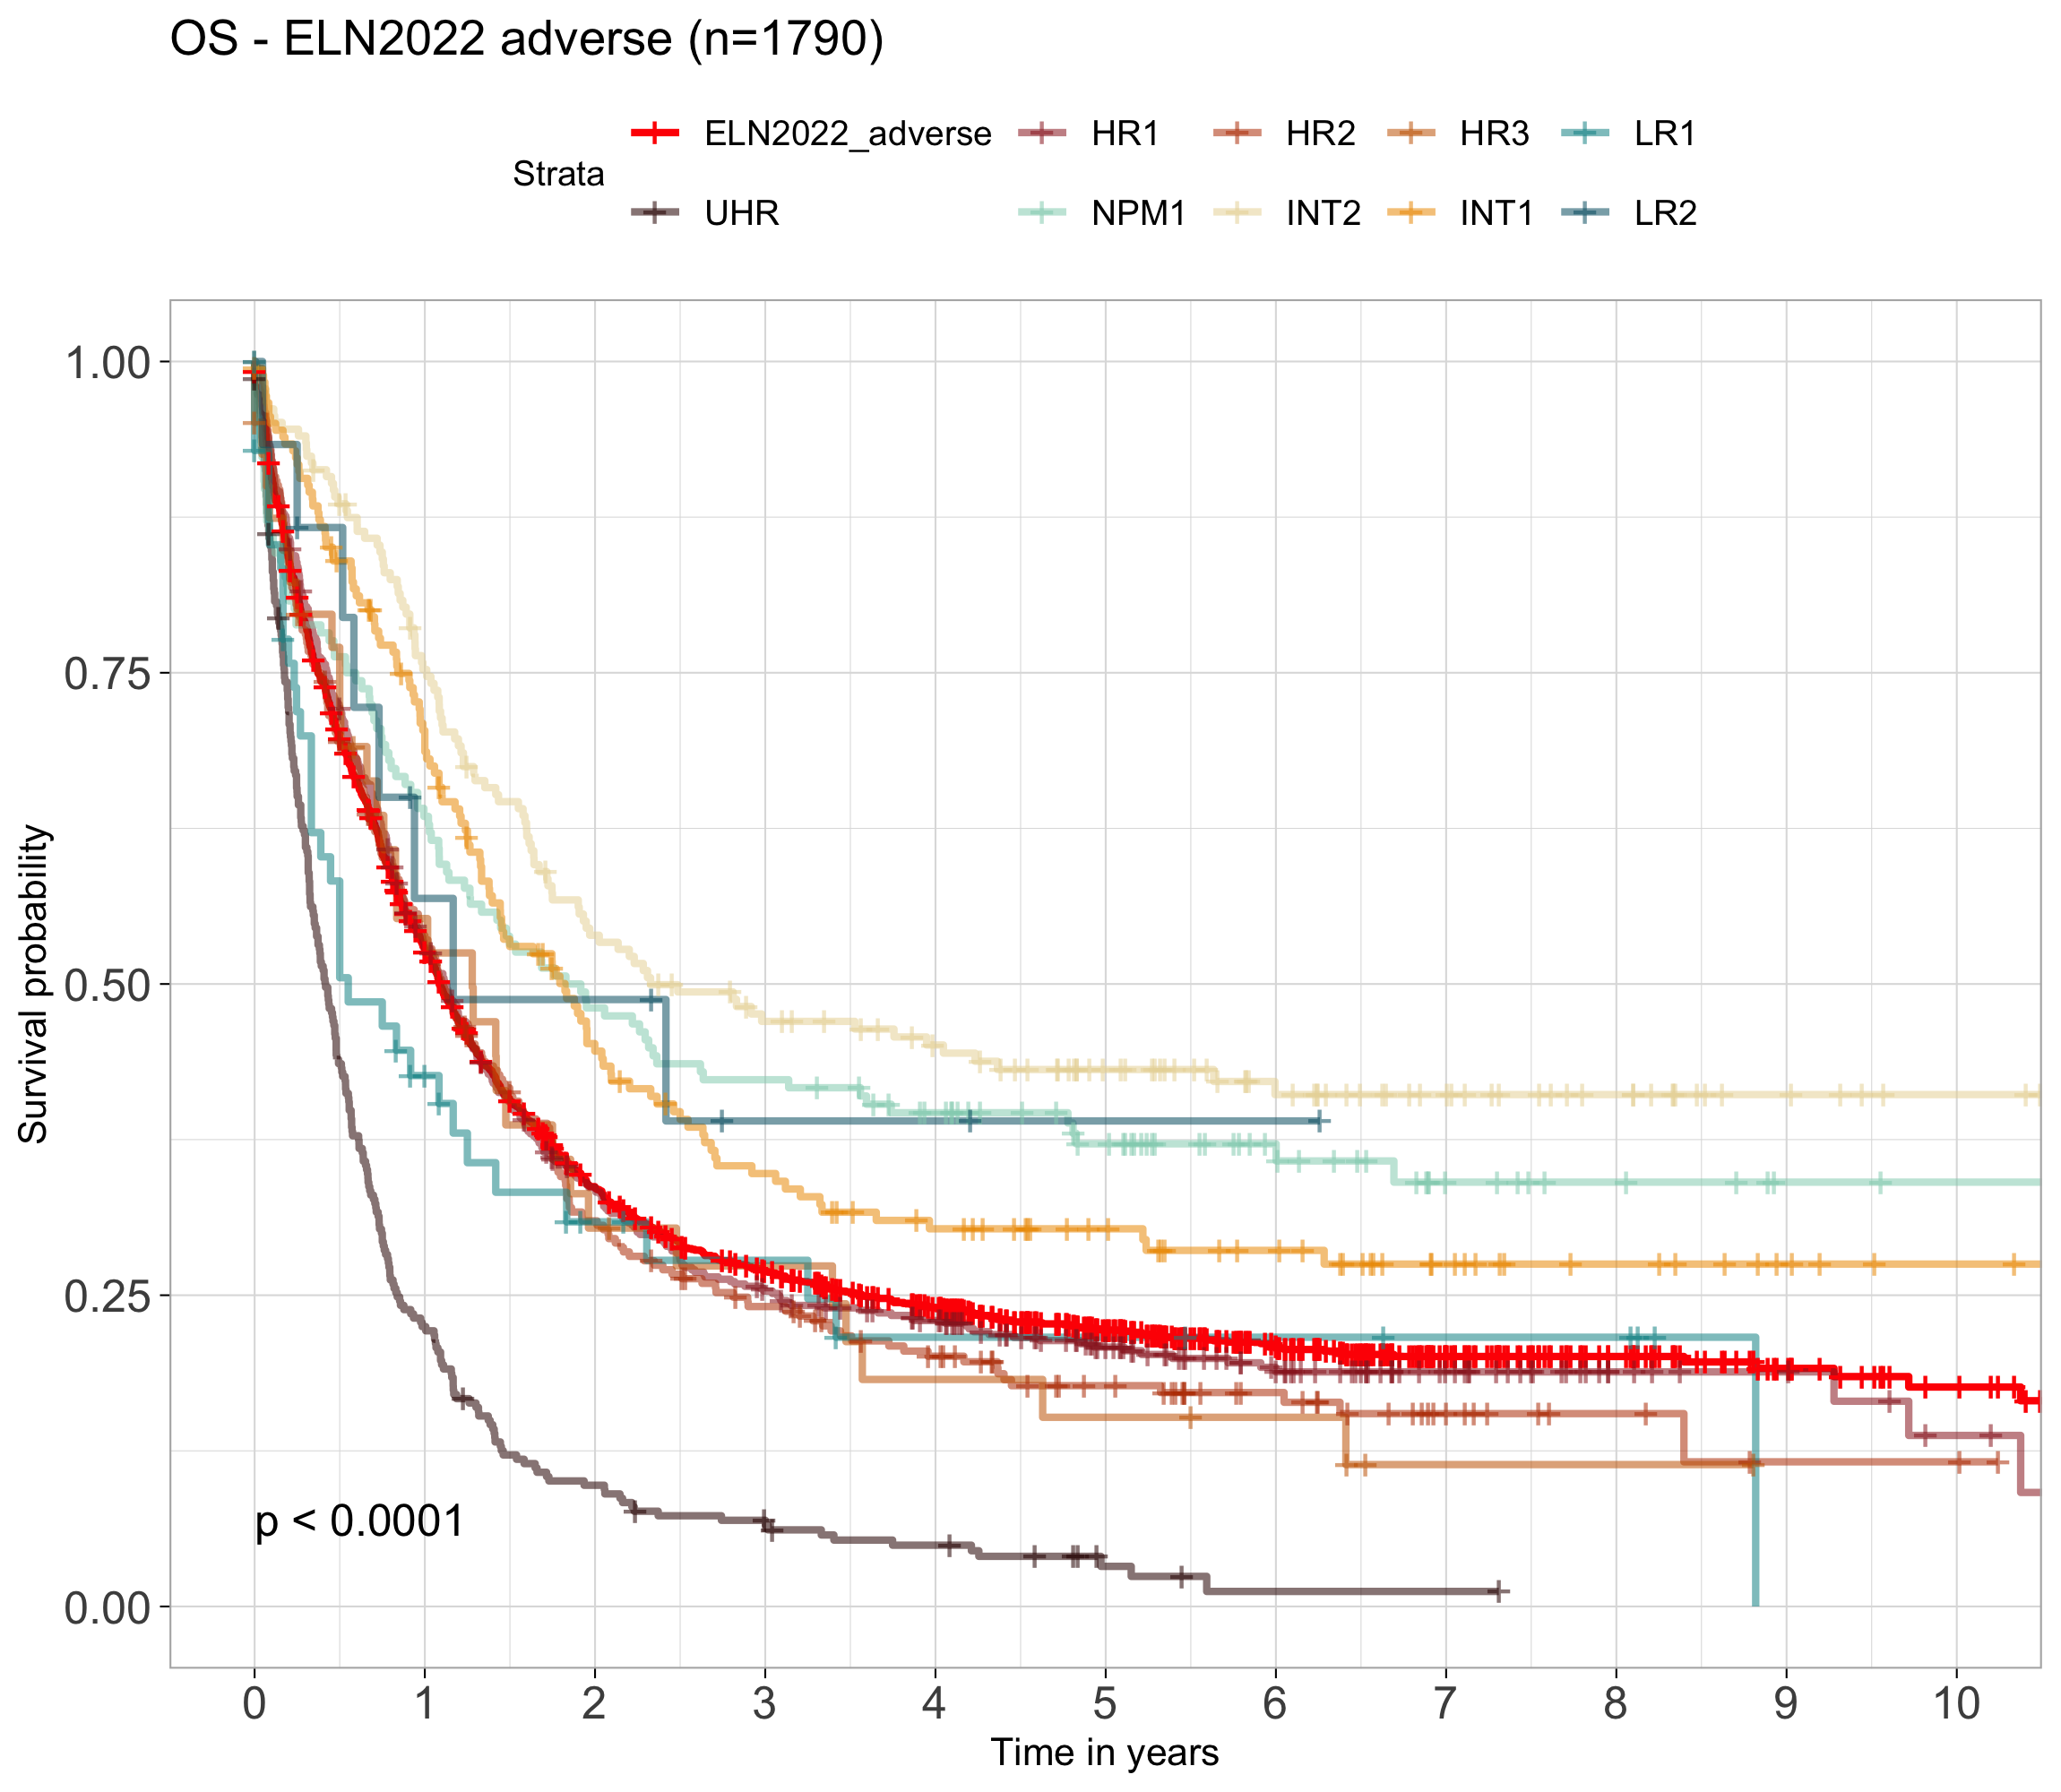 OS - ELN2022 adverse (n=1790)
Strata
ELN2022_adverse HR1 HR2 HR3 LR1
UHR NPM1 INT2 INT1 LR2
Survival probability
1.00
0.75
0.50
0.25
0.00
p < 0.0001
0 1 2 3 4 5 6 7 8 9 10
Time in years